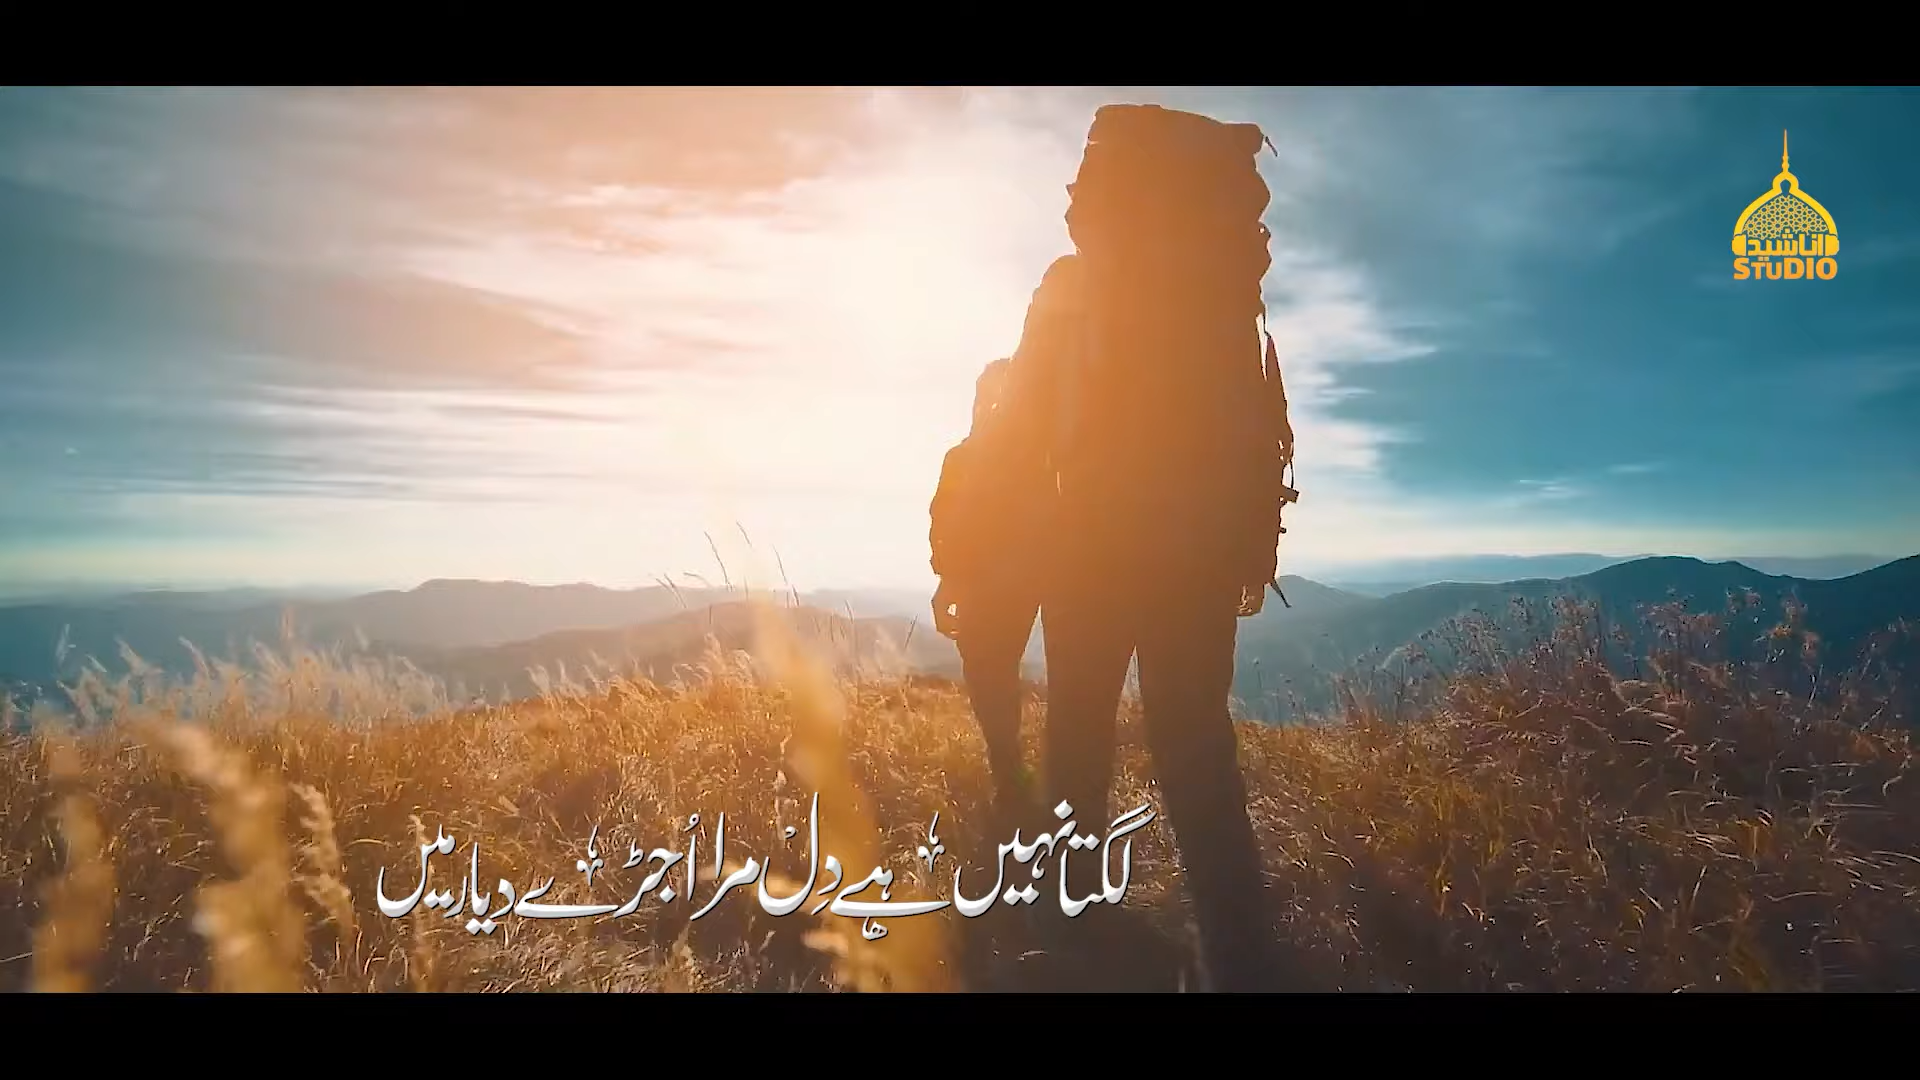 اناشید
STUDIO
لگتا نہیں ہے دِلْ مرا اُجڑے دیار میں